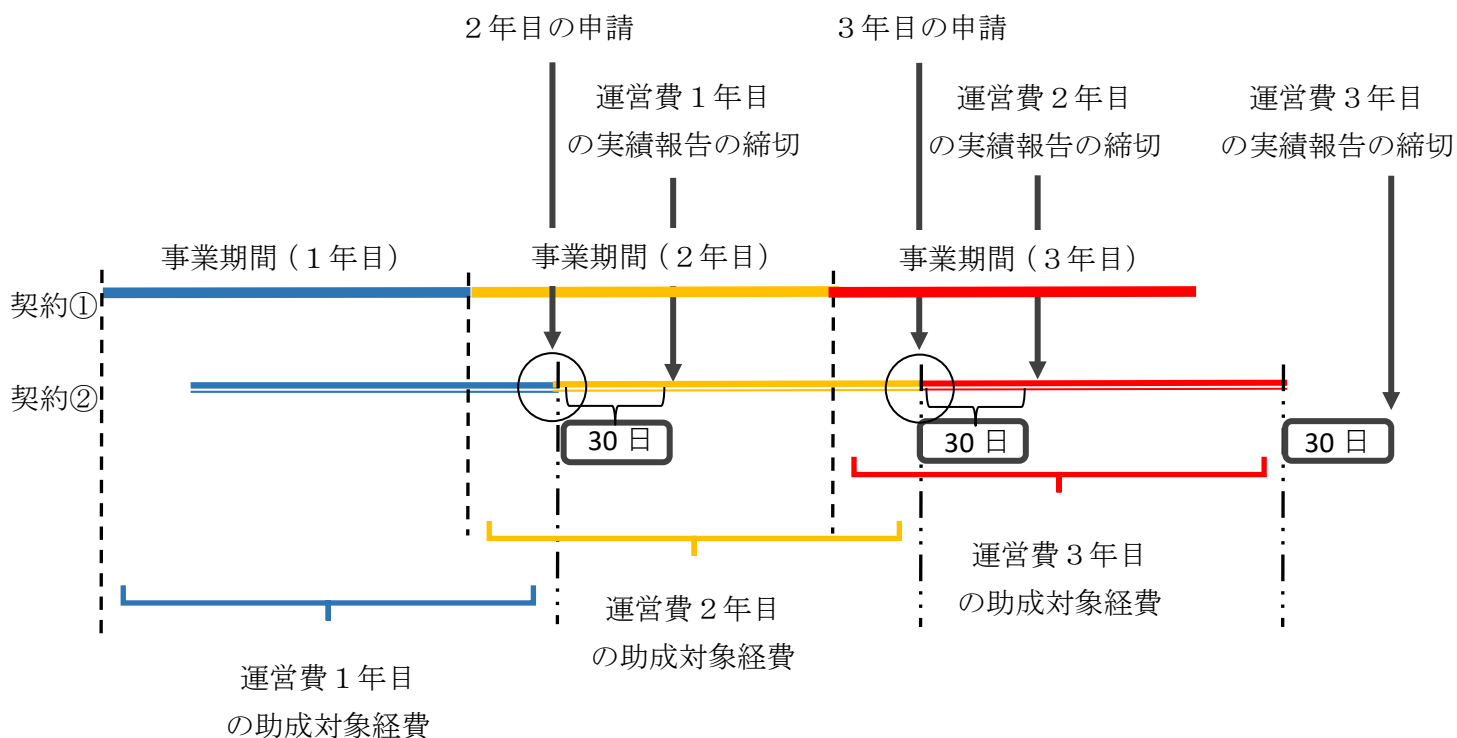 ２年目の申請
３年目の申請
運営費１年目
の実績報告の締切
運営費２年目
の実績報告の締切
運営費３年目
の実績報告の締切
事業期間（１年目）
事業期間（２年目）
事業期間（３年目）
契約①
契約②
30 日
30 日
30 日
運営費３年目
の助成対象経費
運営費２年目
の助成対象経費
運営費１年目
の助成対象経費